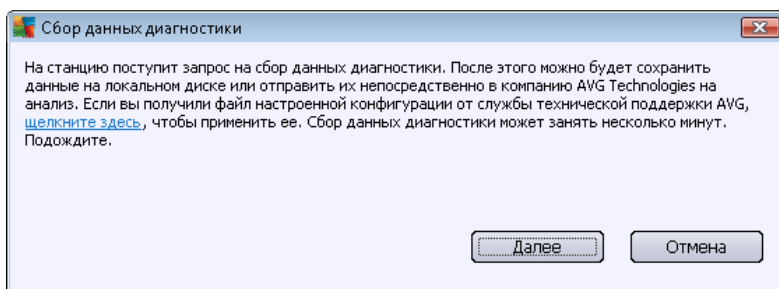 Сбор данных диагностики
На станцию поступит запрос на сбор данных диагностики. После этого можно будет сохранить
данные на локальном диске или отправить их непосредственно в компанию AVG Technologies на
анализ. Если вы получили файл настроенной конфигурации от службы технической поддержки AVG,
щелкните здесь, чтобы применить ее. Сбор данных диагностики может занять несколько минут.
Подождите.
Далее
Отмена